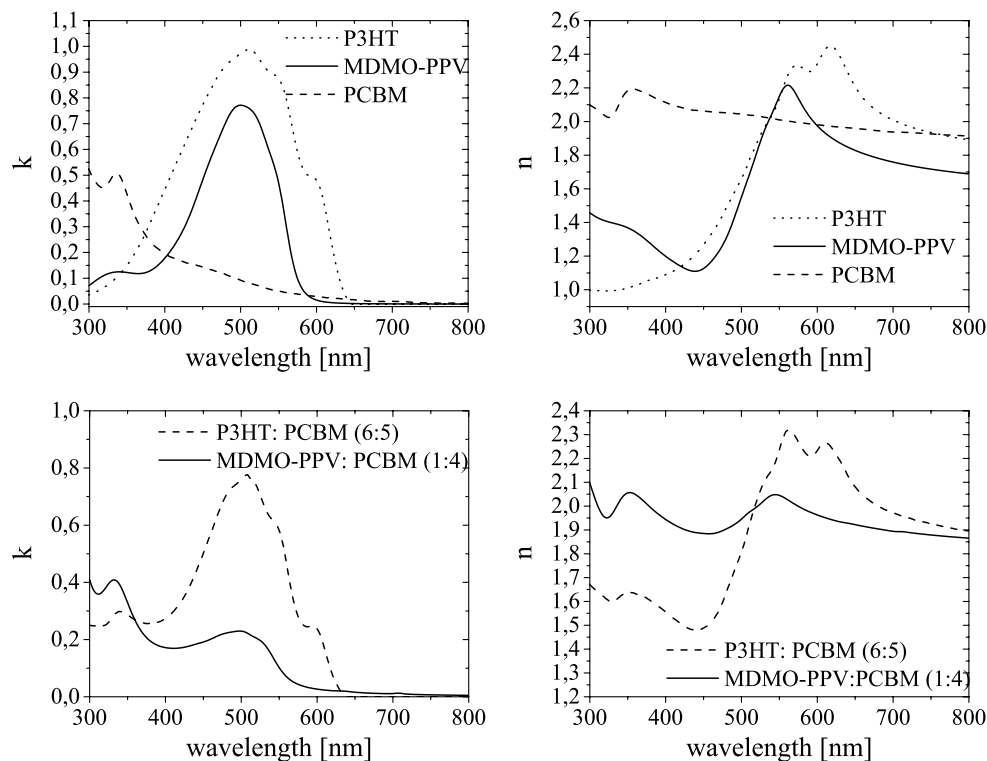 1,1
1,0
0,9
0,8
0,7
0,6
0,5
0,4
0,3
0,2
0,1
0,0
k
P3HT
MDMO-PPV
PCBM
300 400 500 600 700 800
wavelength [nm]
2,6
2,4
2,2
2,0
1,8
1,6
1,4
1,2
1,0
n
P3HT
MDMO-PPV
PCBM
300 400 500 600 700 800
wavelength [nm]
1,0
0,8
0,6
0,4
0,2
0,0
k
P3HT: PCBM (6:5)
MDMO-PPV: PCBM (1:4)
300 400 500 600 700 800
wavelength [nm]
2,4
2,3
2,2
2,1
2,0
1,9
1,8
1,7
1,6
1,5
1,4
1,3
1,2
n
P3HT: PCBM (6:5)
MDMO-PPV:PCBM (1:4)
300 400 500 600 700 800
wavelength [nm]